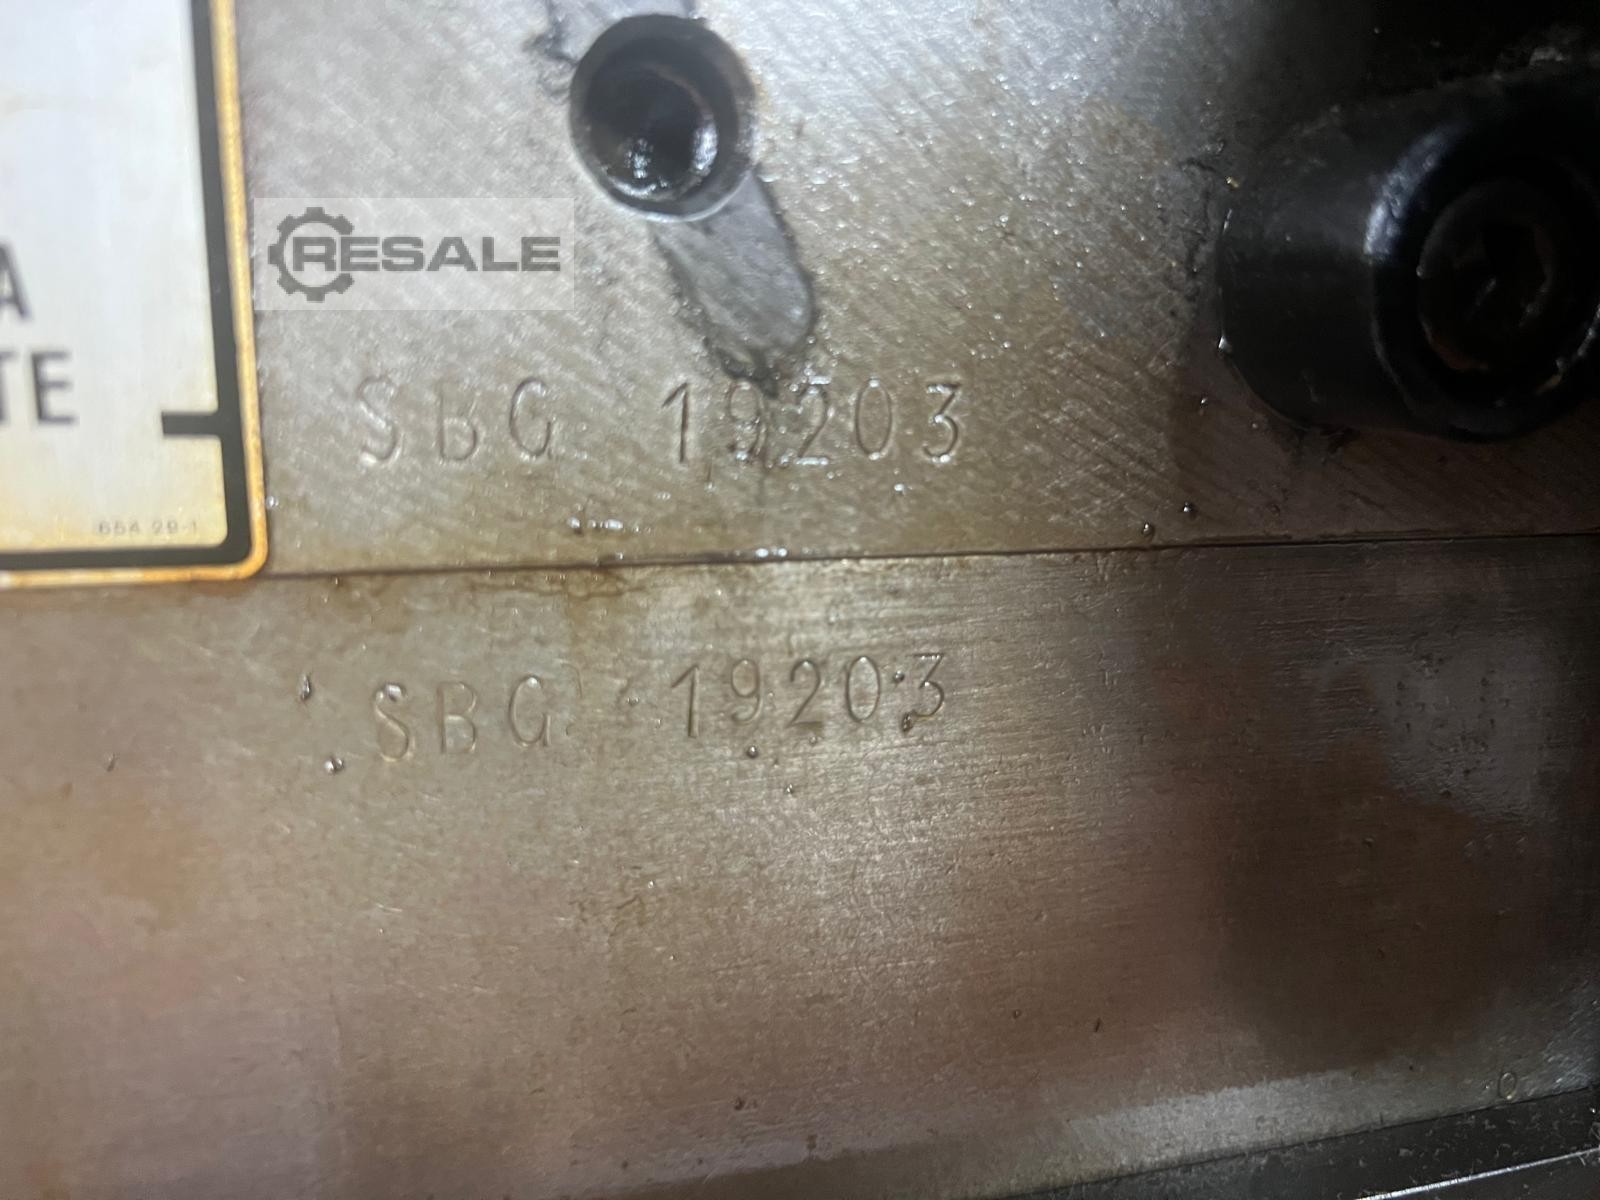 RESALE
A
TE
SBG 19203
654 29-1
SBG 19203